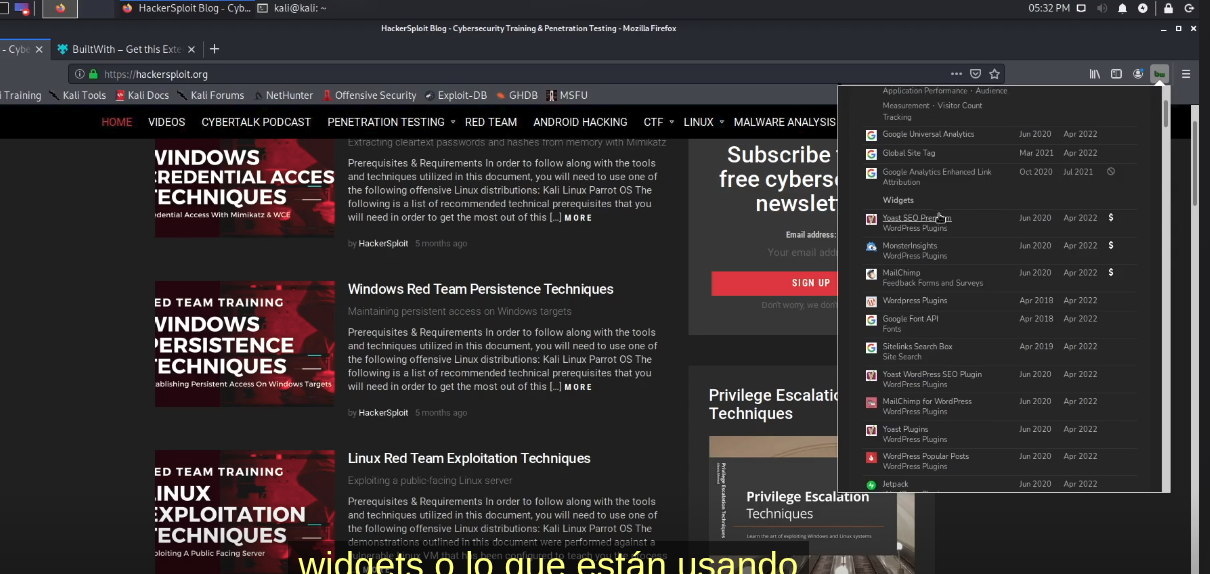 HackerSploit Blog - Cyb...
kali@kali: ~
05:32 PM
HackerSploit Blog - Cybersecurity Training & Penetration Testing - Mozilla Firefox
- Cybe
BuiltWith – Get this Exte
https://hackersploit.org
Training
Kali Tools
Kali Docs
Kali Forums
NetHunter
Offensive Security
Exploit-DB
GHDB
MSFU
HOME
VIDEOS
CYBERTALK PODCAST
PENETRATION TESTING
RED TEAM
ANDROID HACKING
CTF
LINUX
MALWARE ANALYSIS
WINDOWS
CREDENTIAL ACCES
TECHNIQUES
dential Access With Mimikatz & WCE
Extracting cleartext passwords and hashes from memory with Mimikatz
Prerequisites & Requirements In order to follow along with the tools
and techniques utilized in this document, you will need to use one of
the following offensive Linux distributions: Kali Linux Parrot OS The
following is a list of recommended technical prerequisites that you
will need in order to get the most out of this [...] MORE
by HackerSploit 5 months ago
ED TEAM TRAINING
WINDOWS
PERSISTENCE
TECHNIQUES
ablishing Persistent Access On Windows Targets
Windows Red Team Persistence Techniques
Maintaining persistent access on Windows targets
Prerequisites & Requirements In order to follow along with the tools
and techniques utilized in this document, you will need to use one of
the following offensive Linux distributions: Kali Linux Parrot OS The
following is a list of recommended technical prerequisites that you
will need in order to get the most out of this [...] MORE
by HackerSploit 5 months ago
ED TEAM TRAINING
LINUX
EXPLOITATION
TECHNIQUES
ploiting A Public Facing Server
Linux Red Team Exploitation Techniques
Exploiting a public-facing Linux server
Prerequisites & Requirements In order to follow along with the tools
and techniques utilized in this document, you will need to use one of
the following offensive Linux distributions: Kali Linux Parrot OS The
demonstrations outlined in this document were performed against a
vulnerable Linux VM that has been configured to teach you the process
Subscribe
free cyberse
newslett
Email address:
Your email addr
SIGN UP
Don't worry, we don't
Privilege Escalatio
Techniques
Privilege Escalation Techniques
Privilege Escalation
Techniques
Learn the art of exploiting Windows and Linux systems
Application Performance · Audience
Measurement · Visitor Count
Tracking
Google Universal Analytics Jun 2020 Apr 2022
Global Site Tag Mar 2021 Apr 2022
Google Analytics Enhanced Link Oct 2020 Jul 2021
Attribution
Widgets
Yoast SEO Premium Jun 2020 Apr 2022 $
WordPress Plugins
MonsterInsights Jun 2020 Apr 2022 $
WordPress Plugins
MailChimp Jun 2020 Apr 2022 $
Feedback Forms and Surveys
Wordpress Plugins Apr 2018 Apr 2022
Google Font API Apr 2018 Apr 2022
Fonts
Sitelinks Search Box Apr 2019 Apr 2022
Site Search
Yoast WordPress SEO Plugin Jun 2020 Apr 2022
WordPress Plugins
MailChimp for WordPress Jun 2020 Apr 2022
WordPress Plugins
Yoast Plugins Jun 2020 Apr 2022
WordPress Plugins
WordPress Popular Posts Jun 2020 Apr 2022
WordPress Plugins
Jetpack Jun 2020 Apr 2022
widgets o lo que están usando